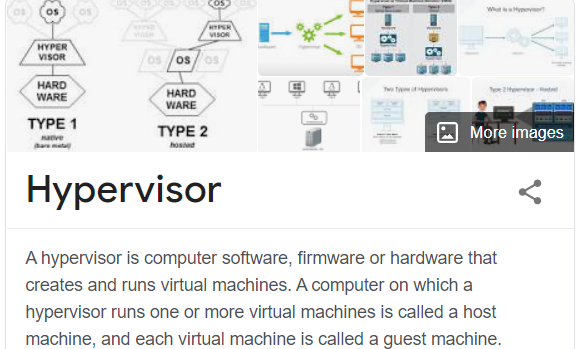 OS
OS
HYPER
VISOR
HYPER
VISOR
OS
OS
OS
HARD
WARE
HARD
WARE
TYPE 1
native
(bare metal)
TYPE 2
hosted
What is a Hypervisor?
Two Types of Hypervisors
Type 2 Hypervisor - Hosted
More images
Hypervisor
A hypervisor is computer software, firmware or hardware that
creates and runs virtual machines. A computer on which a
hypervisor runs one or more virtual machines is called a host
machine, and each virtual machine is called a guest machine.